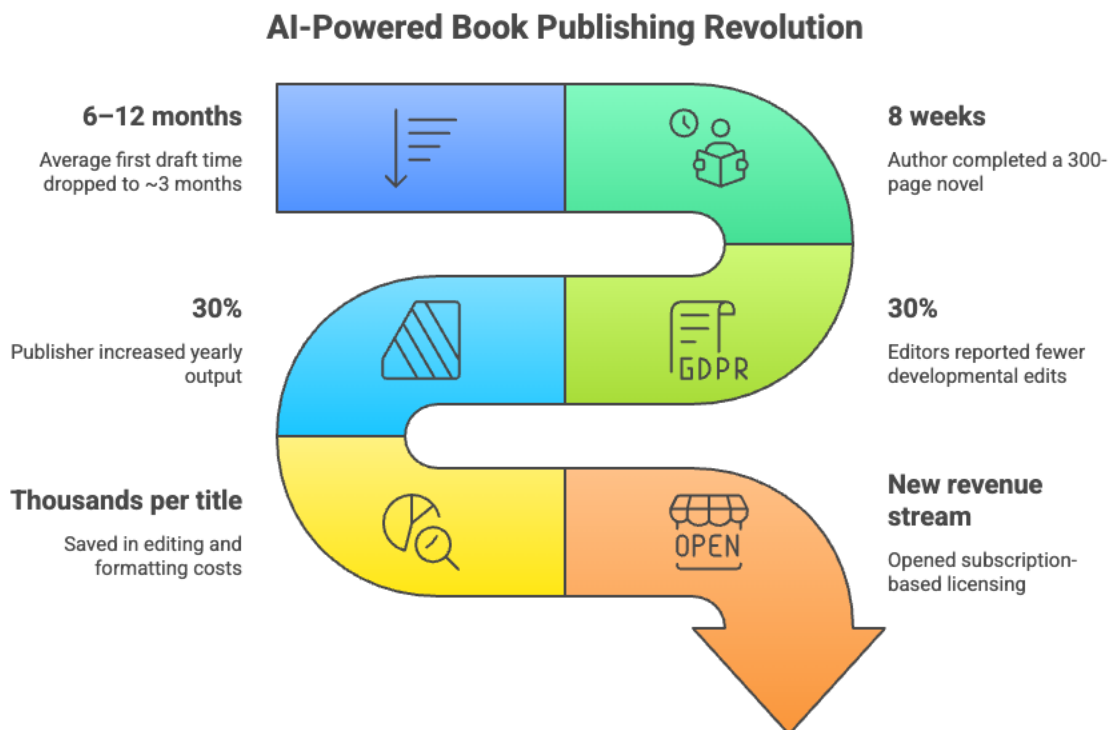 AI-Powered Book Publishing Revolution
6–12 months
Average first draft time
dropped to ~3 months
8 weeks
Author completed a 300-
page novel
30%
Publisher increased yearly
output
GDPR
30%
Editors reported fewer
developmental edits
Thousands per title
Saved in editing and
formatting costs
OPEN
New revenue
stream
Opened subscription-
based licensing